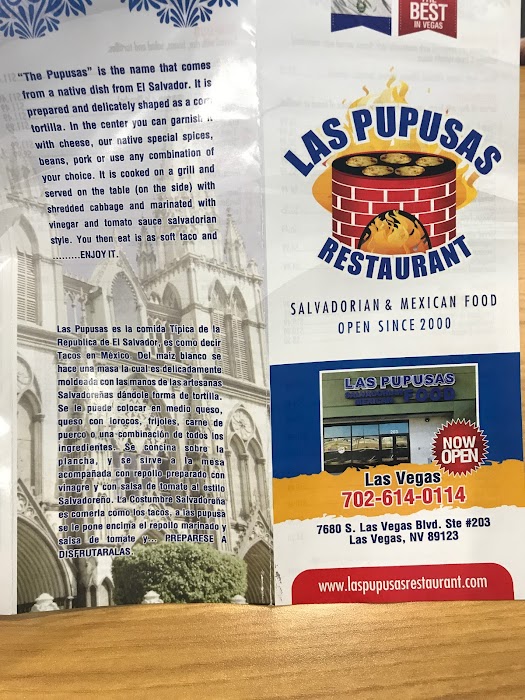 "The Pupusas" is the name that comes
from a native dish from El Salvador. It is
prepared and delicately shaped as a corn
tortilla. In the center you can garnish it
with cheese, our native special spices,
beans, pork or use any combination of
your choice. It is cooked on a grill and
served on the table (on the side) with
shredded cabbage and marinated with
vinegar and tomato sauce salvadorian
style. You then eat is as soft taco and
.........ENJOY IT.
Las Pupusas es la comida Típica de la
Republica de El Salvador, es como decir
Tacos en México. Del maíz blanco se
hace una masa la cual es delicadamente
moldeada con las manos de las artesanas
Salvadoreñas dándole forma de tortilla.
Se le puede colocar en medio queso,
queso con lorocos, frijoles, carne de
puerco o una combinación de todos los
ingredientes. Se cocina sobre la
plancha, y se sirve a la mesa
acompañada con repollo preparado con
vinagre y con salsa de tomate al estilo
Salvadoreño. La Costumbre Salvadoreña
es comerla como los tacos, a las pupusa
se le pone encima el repollo marinado y
salsa de tomate y... PREPARESE A
DISFRUTARALAS.
THE
BEST
IN VEGAS
LAS PUPUSAS
RESTAURANT
SALVADORIAN & MEXICAN FOOD
OPEN SINCE 2000
LAS PUPUSAS
FOOD
NOW
OPEN
Las Vegas
702-614-0114
7680 S. Las Vegas Blvd. Ste #203
Las Vegas, NV 89123
www.laspupusasrestaurant.com